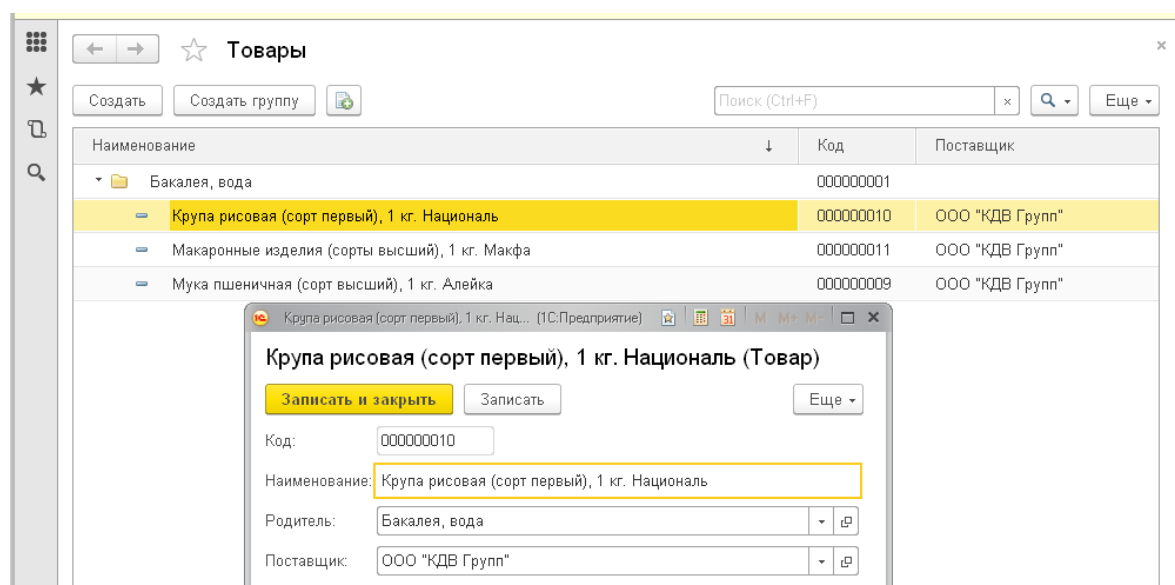 Товары
Создать Создать группу Поиск (Ctrl+F) × Еще
Наименование ↓ Код Поставщик
Бакалея, вода 000000001
Крупа рисовая (сорт первый), 1 кг. Националь 000000010 ООО "КДВ Групп"
Макаронные изделия (сорты высший), 1 кг. Макфа 000000011 ООО "КДВ Групп"
Мука пшеничная (сорт высший), 1 кг. Алейка 000000009 ООО "КДВ Групп"
1С Крупа рисовая (сорт первый), 1 кг. Нац... (1С:Предприятие) 31 M M+ M-
Крупа рисовая (сорт первый), 1 кг. Националь (Товар)
Записать и закрыть Записать Еще
Код: 000000010
Наименование: Крупа рисовая (сорт первый), 1 кг. Националь
Родитель: Бакалея, вода
Поставщик: ООО "КДВ Групп"